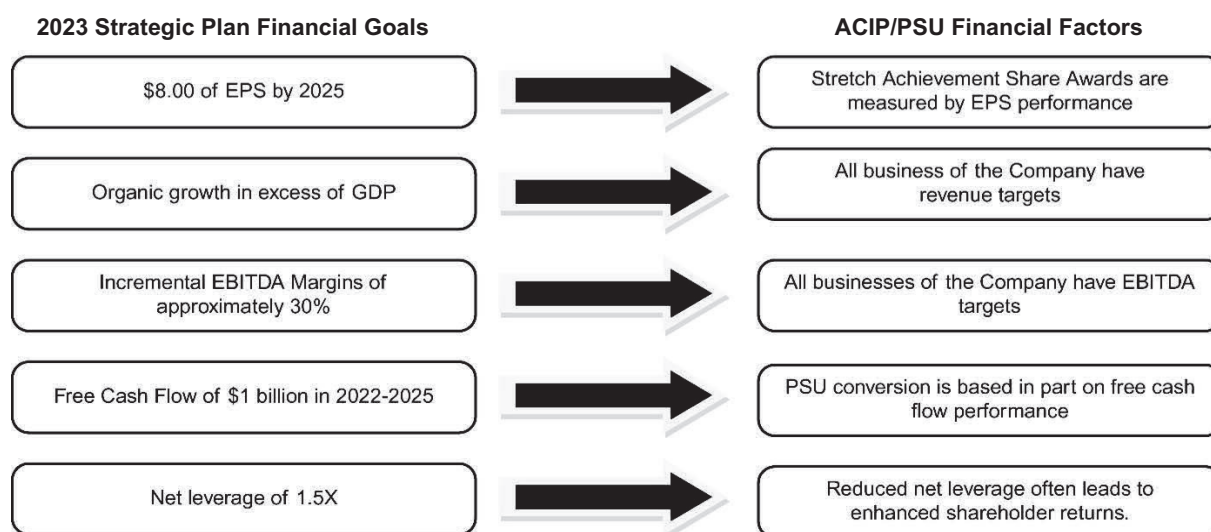 2023 Strategic Plan Financial Goals
ACIP/PSU Financial Factors
$8.00 of EPS by 2025
Stretch Achievement Share Awards are
measured by EPS performance
Organic growth in excess of GDP
All business of the Company have
revenue targets
Incremental EBITDA Margins of
approximately 30%
All businesses of the Company have EBITDA
targets
Free Cash Flow of $1 billion in 2022-2025
PSU conversion is based in part on free cash
flow performance
Net leverage of 1.5X
Reduced net leverage often leads to
enhanced shareholder returns.